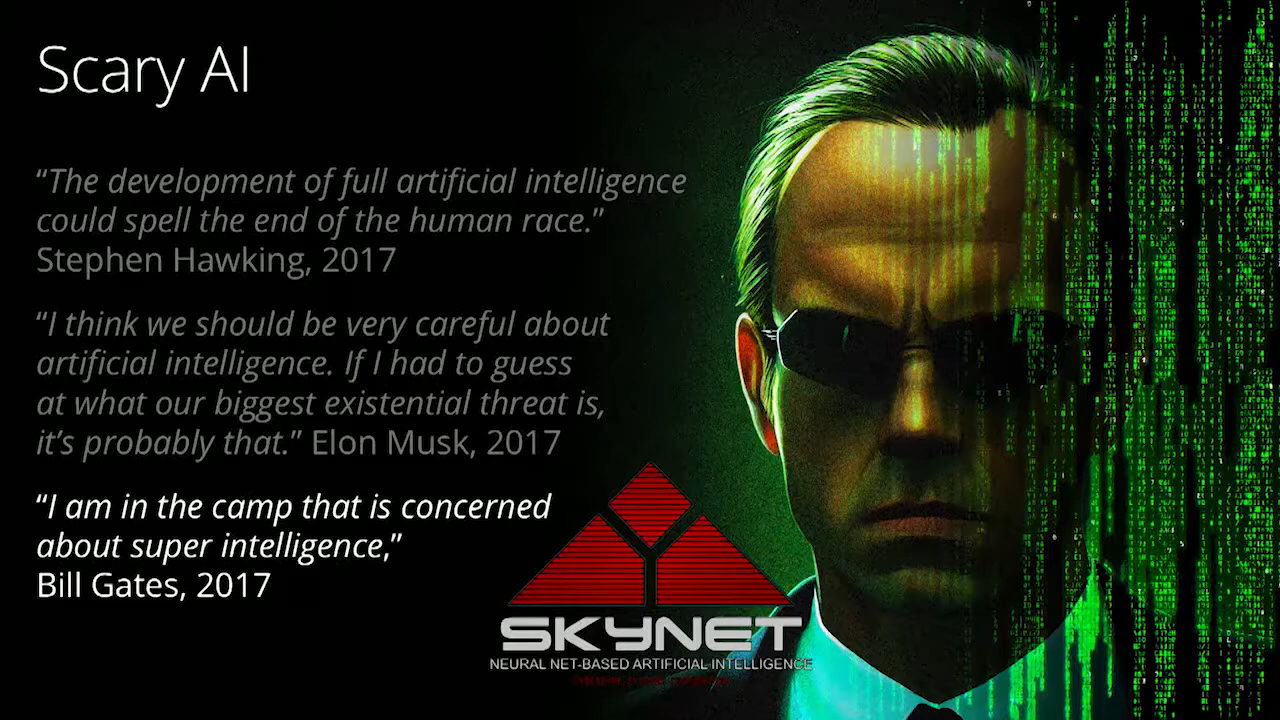 Scary AI
“The development of full artificial intelligence
could spell the end of the human race.”
Stephen Hawking, 2017
“I think we should be very careful about
artificial intelligence. If I had to guess
at what our biggest existential threat is,
it’s probably that.” Elon Musk, 2017
“I am in the camp that is concerned
about super intelligence,”
Bill Gates, 2017
SKYNET
NEURAL NET-BASED ARTIFICIAL INTELLIGENCE